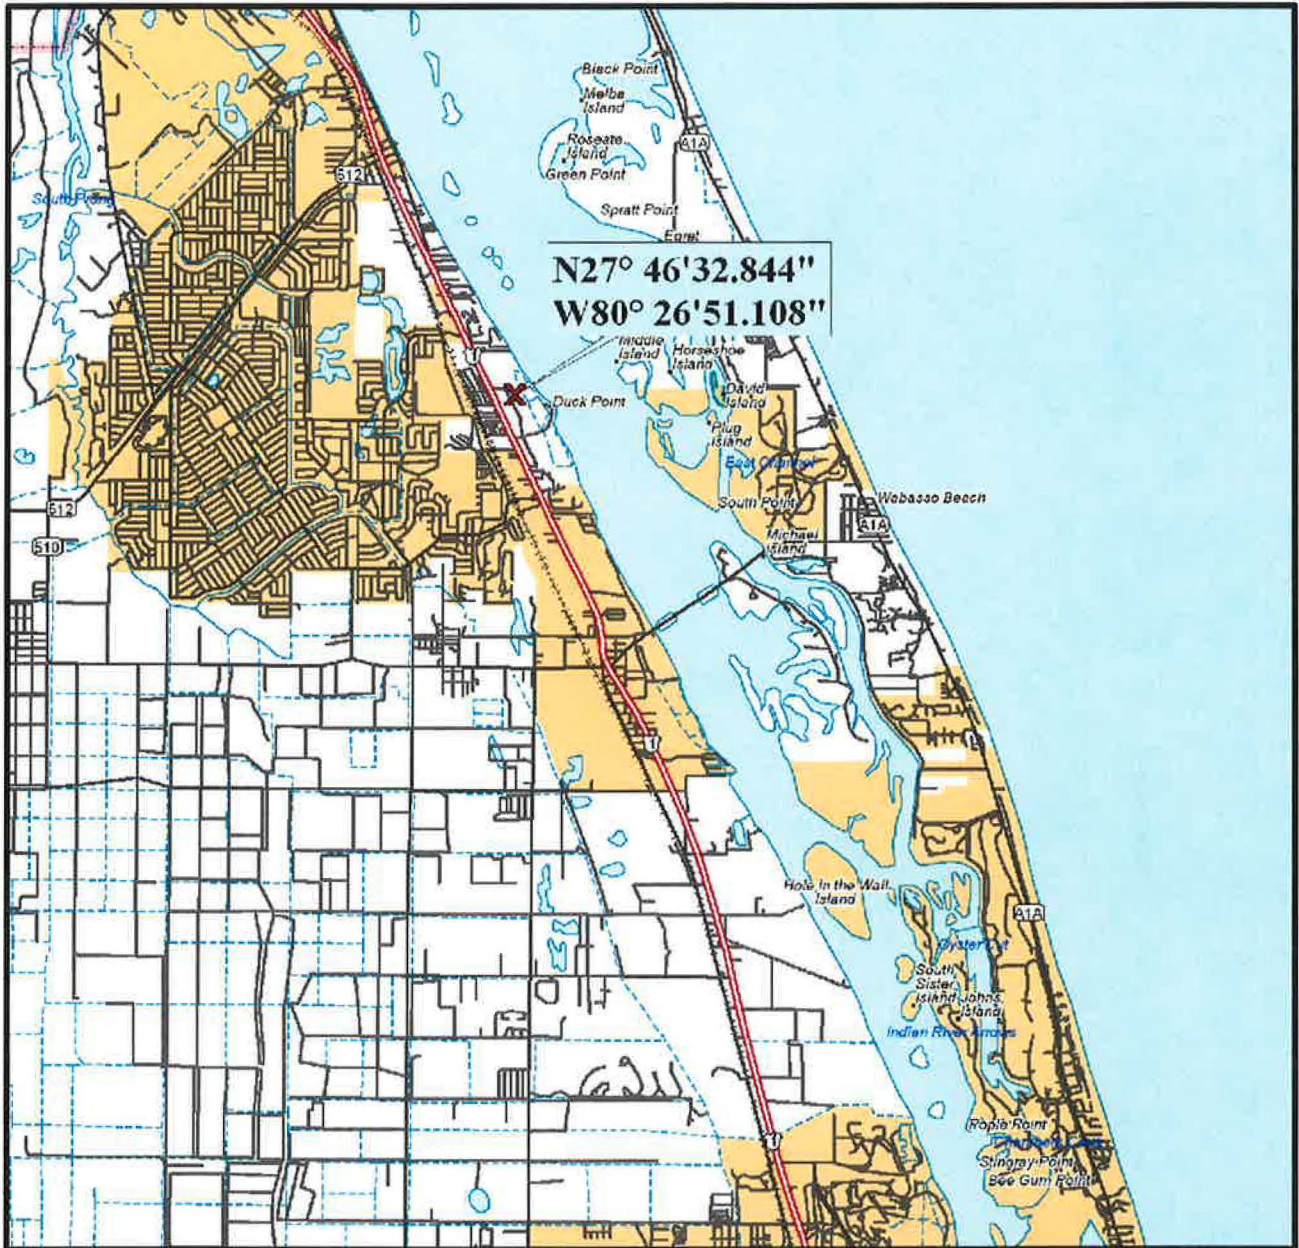 Black Point
Melba
Island
A1A
Roseate
Island
512
Green Point
South Prong
Spratt Point
Egret
N27° 46'32.844"
W80° 26'51.108"
Middle
Island
Horseshoe
Island
1
David
Island
Duck Point
Plug
Island
East Channel
South Point
Wabasso Beach
512
A1A
Michael
Island
510
1
Hole in the Wall
Island
A1A
Oyster Cut
South
Sister
Island
Johns
Island
Indian River
Point
1
Stingray Point
Bee Gum Point